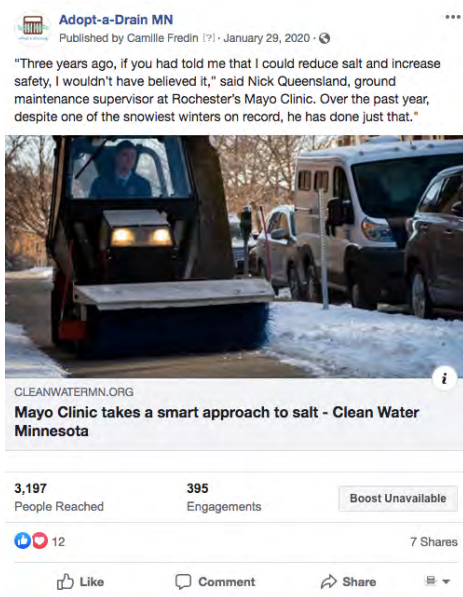 Adopt-a-Drain MN
Published by Camille Fredin [?] · January 29, 2020 ·
"Three years ago, if you had told me that I could reduce salt and increase
safety, I wouldn't have believed it," said Nick Queensland, ground
maintenance supervisor at Rochester's Mayo Clinic. Over the past year,
despite one of the snowiest winters on record, he has done just that."
CLEANWATERMN.ORG
Mayo Clinic takes a smart approach to salt - Clean Water
Minnesota
3,197
People Reached
395
Engagements
Boost Unavailable
12
7 Shares
Like
Comment
Share